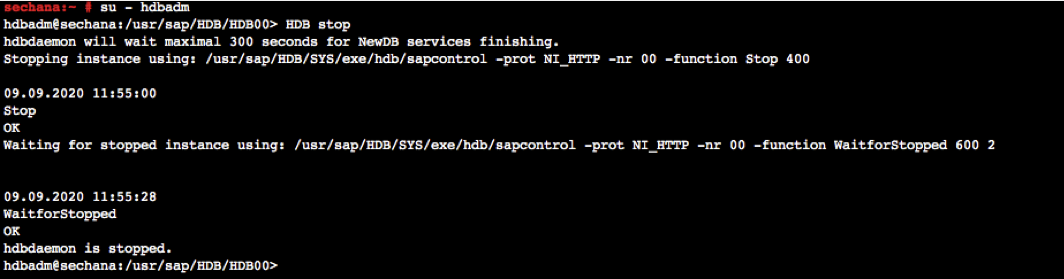 sechana:~ # su - hdbadm
hdbadm@sechana:/usr/sap/HDB/HDB00> HDB stop
hdbdaemon will wait maximal 300 seconds for NewDB services finishing.
Stopping instance using: /usr/sap/HDB/SYS/exe/hdb/sapcontrol -prot NI_HTTP -nr 00 -function Stop 400
09.09.2020 11:55:00
Stop
OK
Waiting for stopped instance using: /usr/sap/HDB/SYS/exe/hdb/sapcontrol -prot NI_HTTP -nr 00 -function WaitforStopped 600 2
09.09.2020 11:55:28
WaitforStopped
OK
hdbdaemon is stopped.
hdbadm@sechana:/usr/sap/HDB/HDB00>